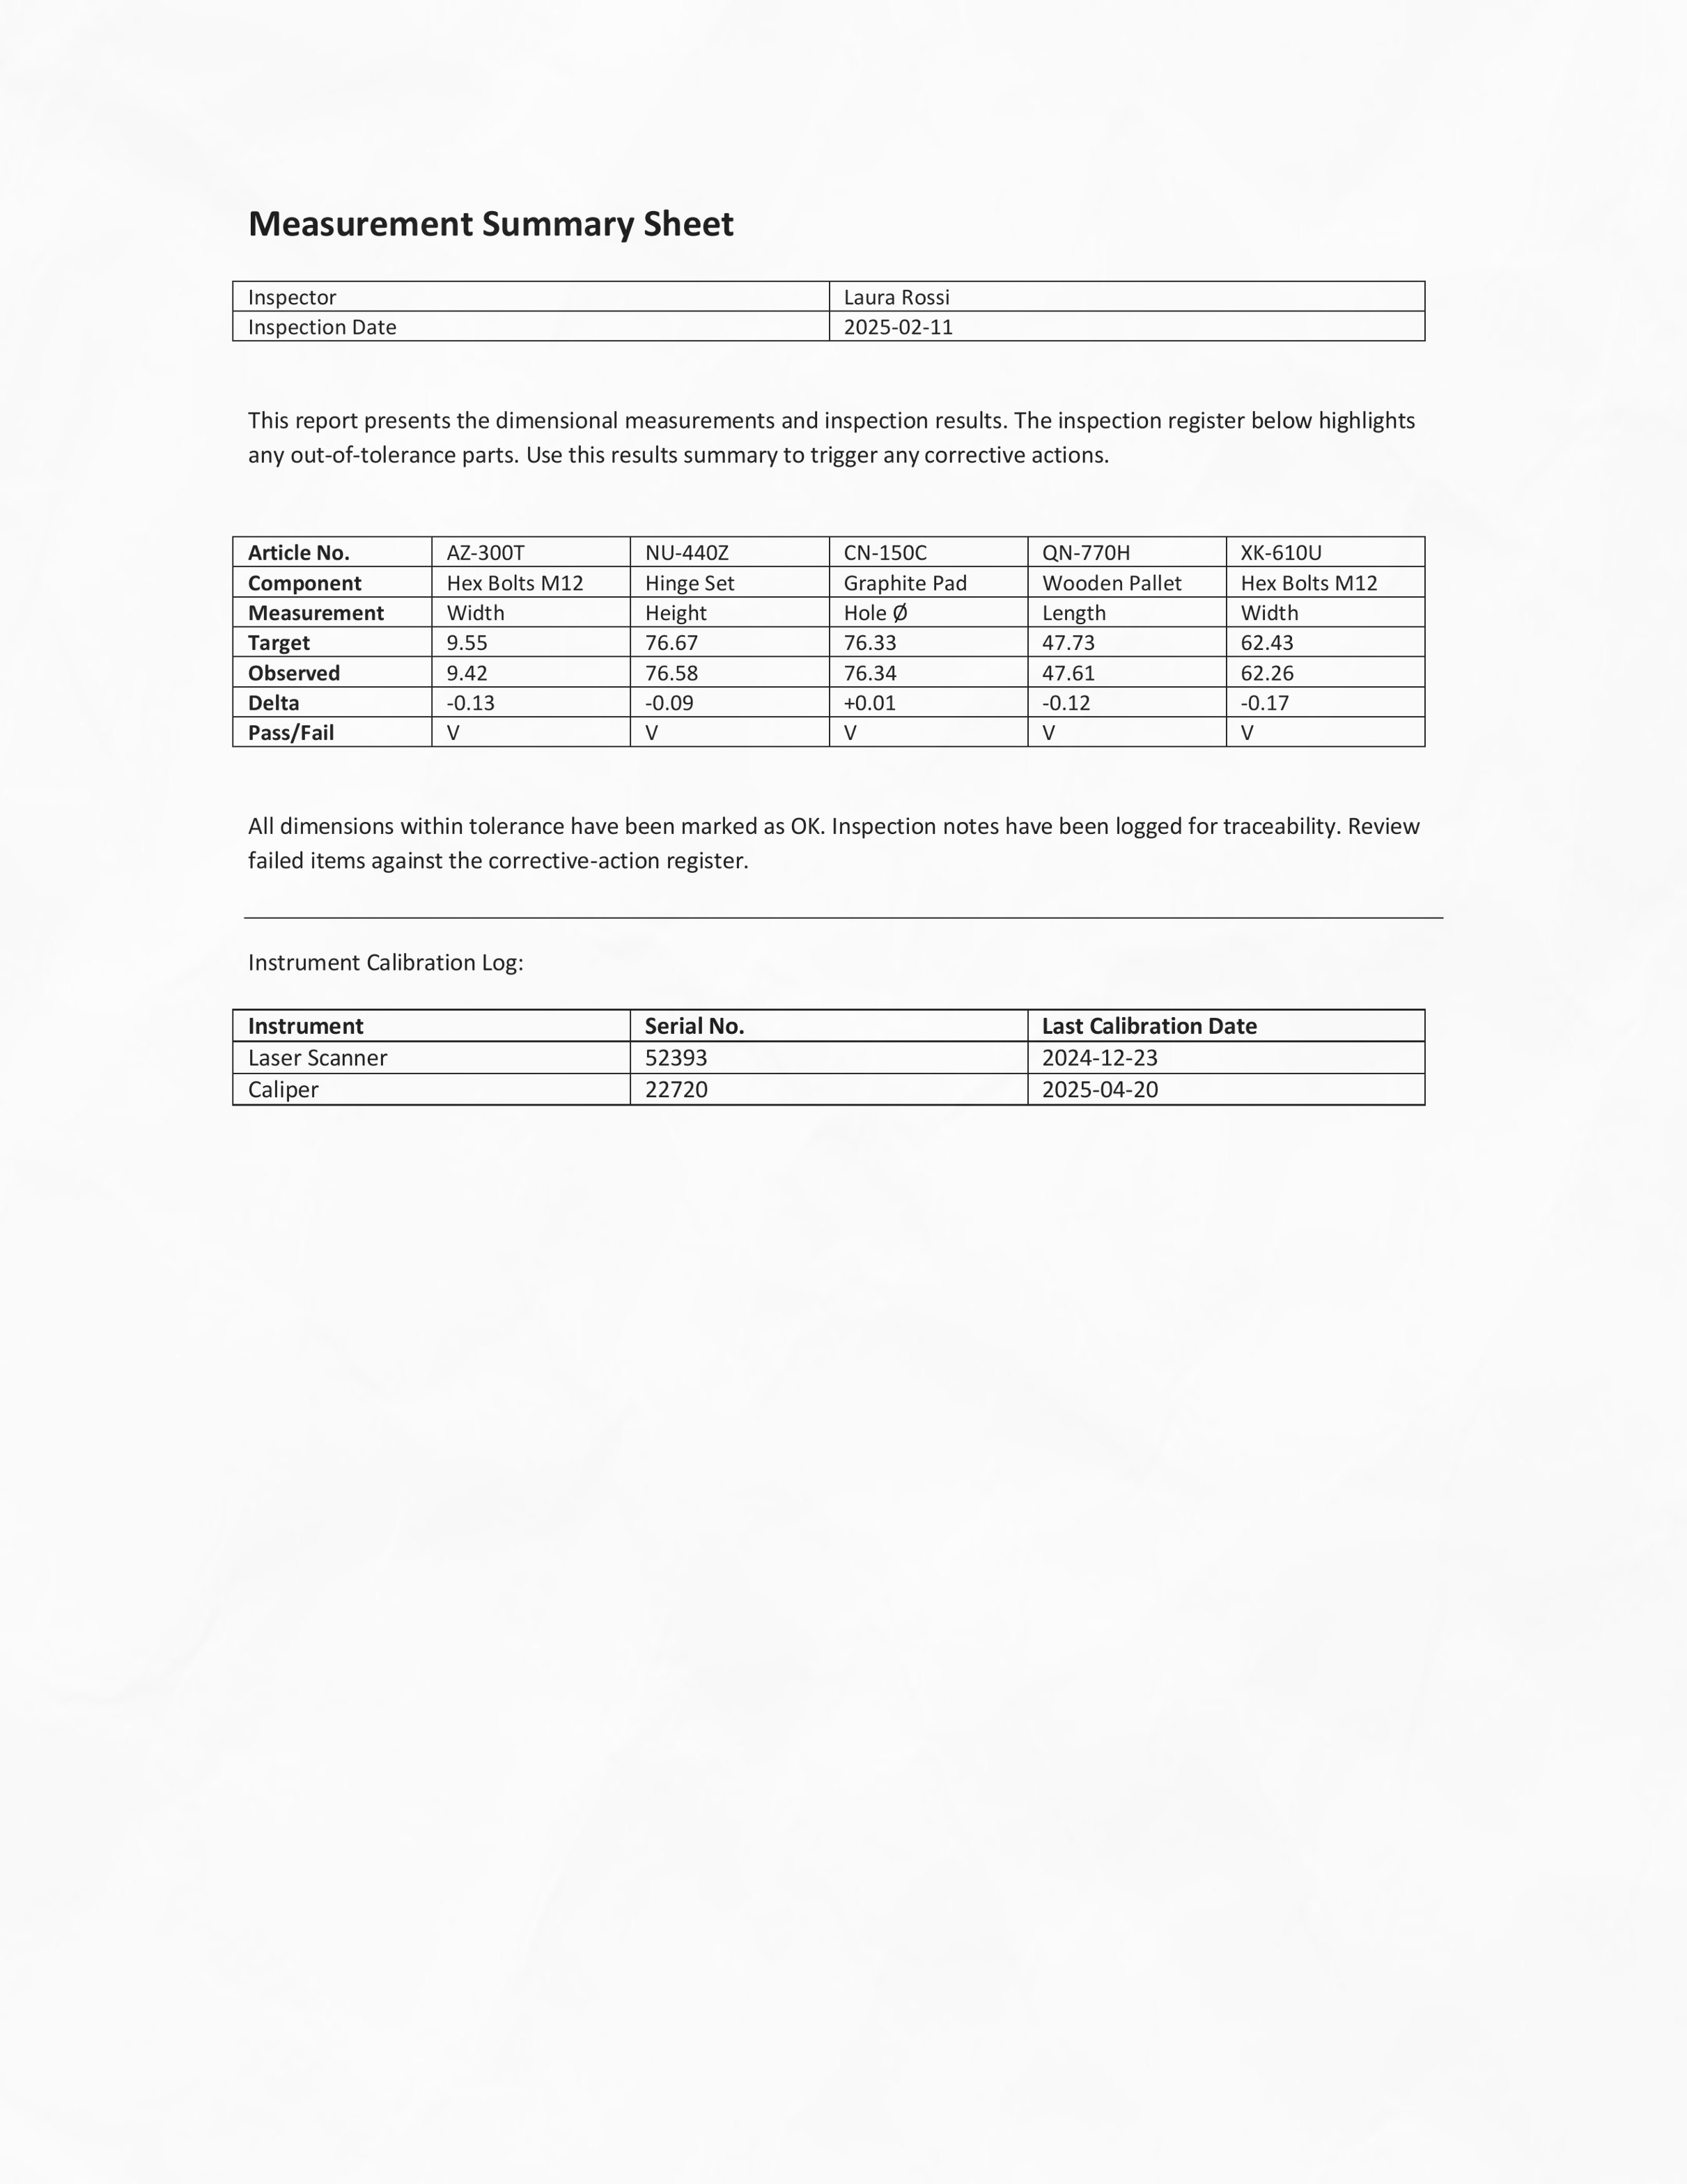 Measurement Summary Sheet
Inspector Laura Rossi
Inspection Date 2025-02-11
This report presents the dimensional measurements and inspection results. The inspection register below highlights
any out-of-tolerance parts. Use this results summary to trigger any corrective actions.
Article No. AZ-300T NU-440Z CN-150C QN-770H XK-610U
Component Hex Bolts M12 Hinge Set Graphite Pad Wooden Pallet Hex Bolts M12
Measurement Width Height Hole Ø Length Width
Target 9.55 76.67 76.33 47.73 62.43
Observed 9.42 76.58 76.34 47.61 62.26
Delta -0.13 -0.09 +0.01 -0.12 -0.17
Pass/Fail V V V V V
All dimensions within tolerance have been marked as OK. Inspection notes have been logged for traceability. Review
failed items against the corrective-action register.
Instrument Calibration Log:
Instrument Serial No. Last Calibration Date
Laser Scanner 52393 2024-12-23
Caliper 22720 2025-04-20